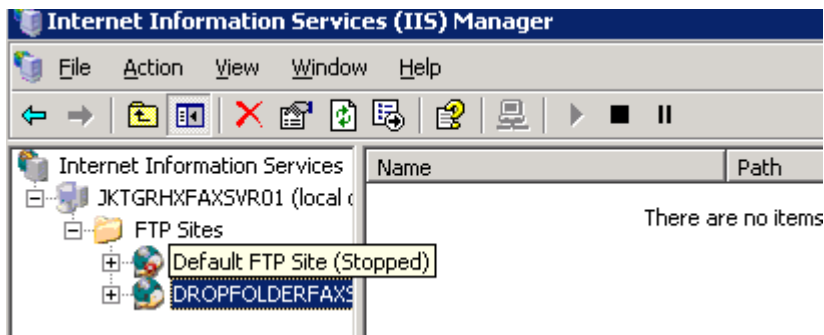 Internet Information Services (IIS) Manager
File Action View Window Help
Internet Information Services
Name
Path
JKTGRHXFAXSVR01 (local
There are no items
FTP Sites
Default FTP Site (Stopped)
DROPFOLDERFAXS